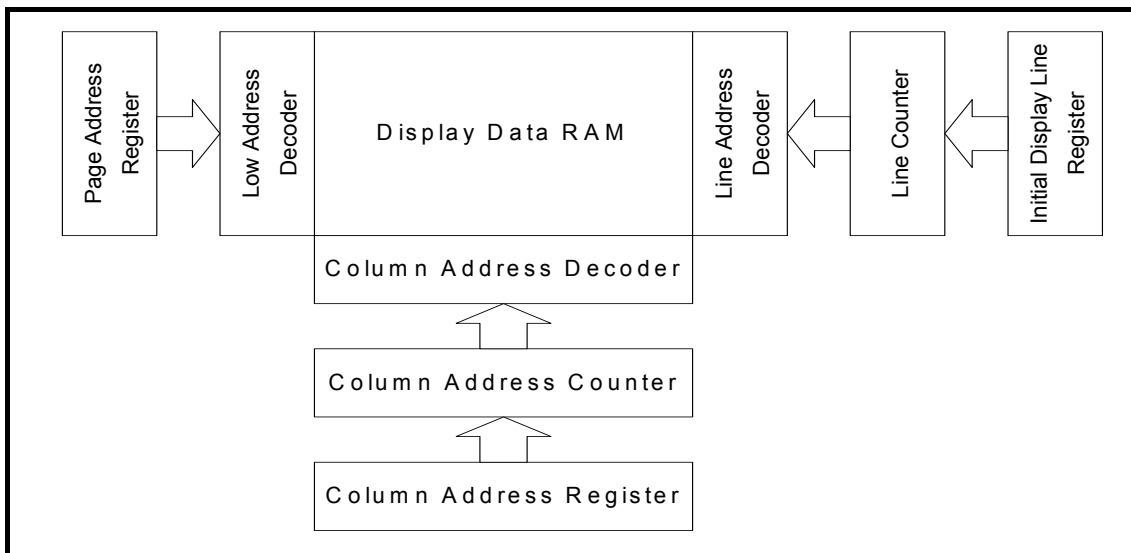 Page Address
Register
Low Address
Decoder
Display Data RAM
Line Address
Decoder
Line Counter
Initial Display Line
Register
Column Address Decoder
Column Address Counter
Column Address Register